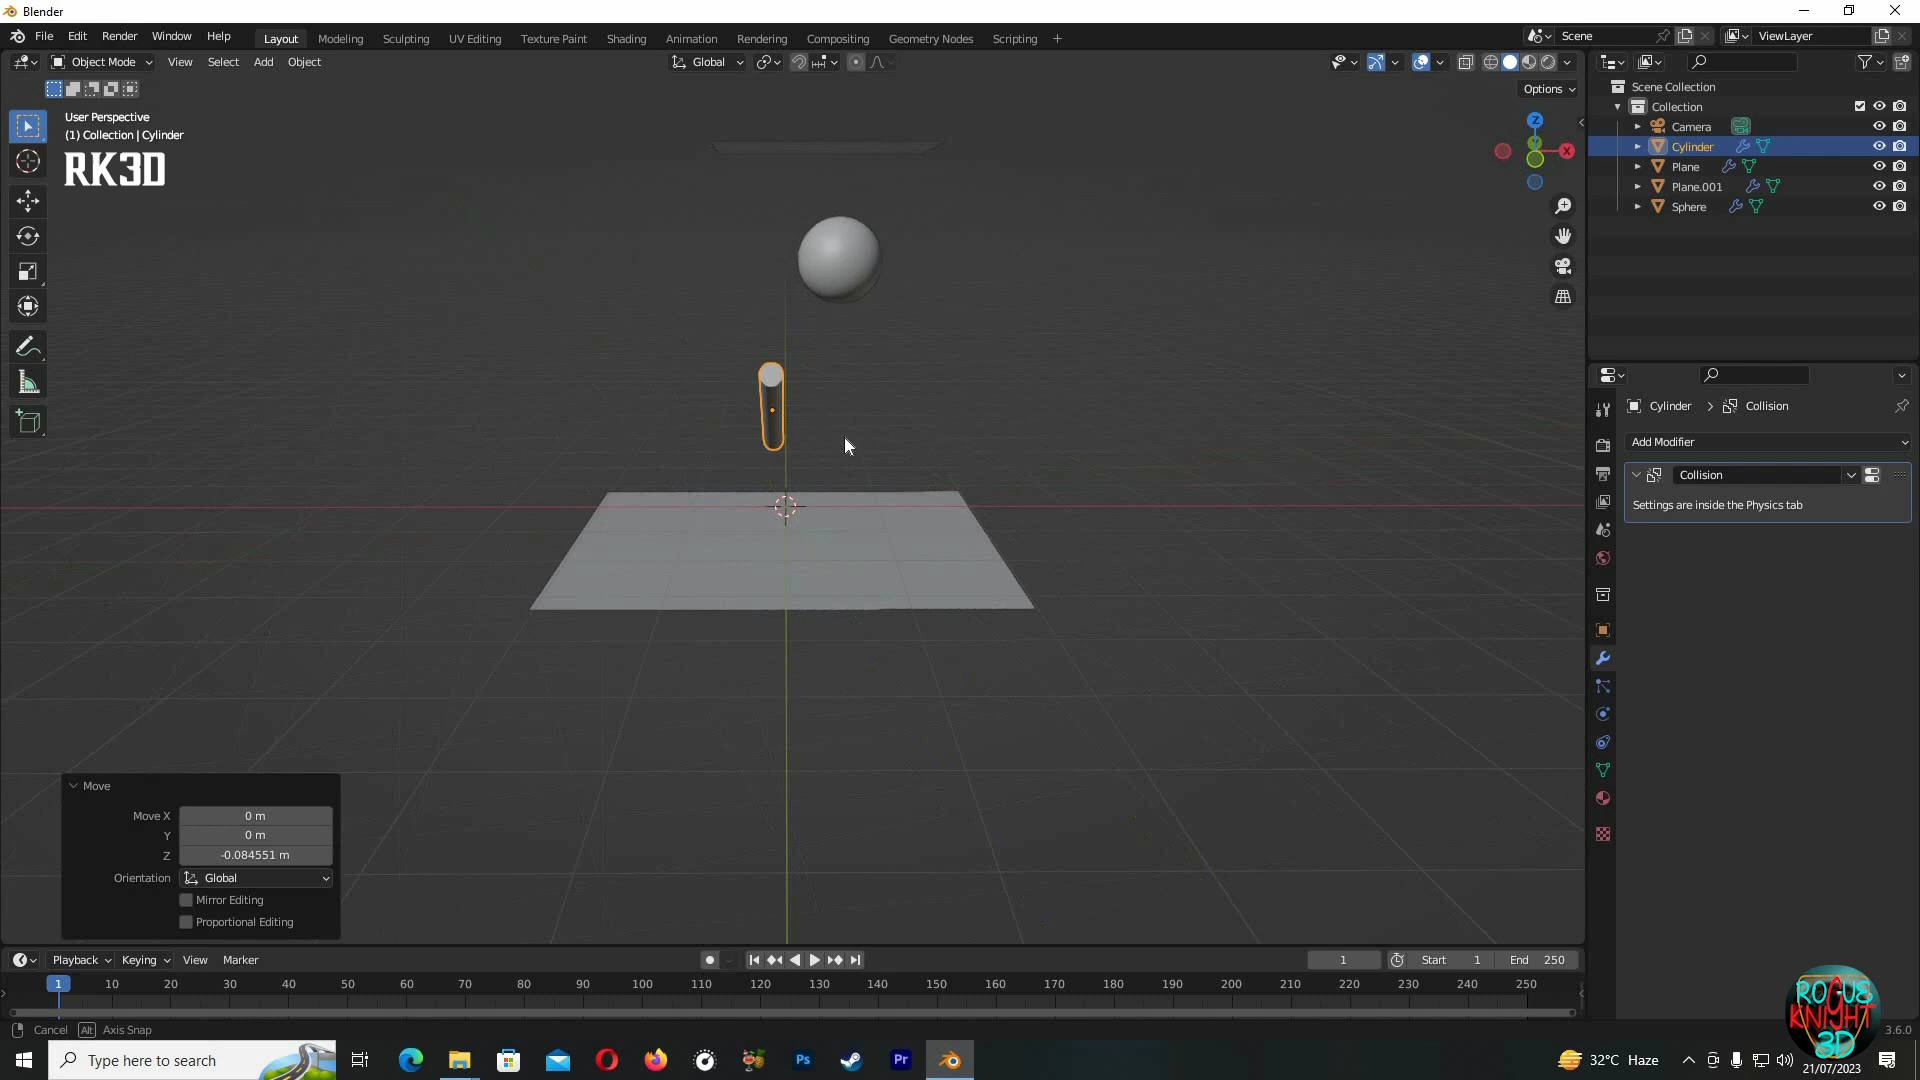 Blender
File Edit Render Window Help Layout Modeling Sculpting UV Editing Texture Paint Shading Animation Rendering Compositing Geometry Nodes Scripting + Scene ViewLayer
Object Mode View Select Add Object Global
Options
User Perspective
(1) Collection | Cylinder
RK3D
Z
X
Scene Collection
Collection
Camera
Cylinder
Plane
Plane.001
Sphere
Cylinder > Collision
Add Modifier
Collision
Settings are inside the Physics tab
Move
Move X 0 m
Y 0 m
Z -0.084551 m
Orientation Global
Mirror Editing
Proportional Editing
Playback Keying View Marker 1 Start 1 End 250
1 10 20 30 40 50 60 70 80 90 100 110 120 130 140 150 160 170 180 190 200 210 220 230 240 250
Cancel Alt Axis Snap 3.6.0
ROGUE
KNIGHT
3D
Type here to search Ps Pr 32°C Haze 21/07/2023